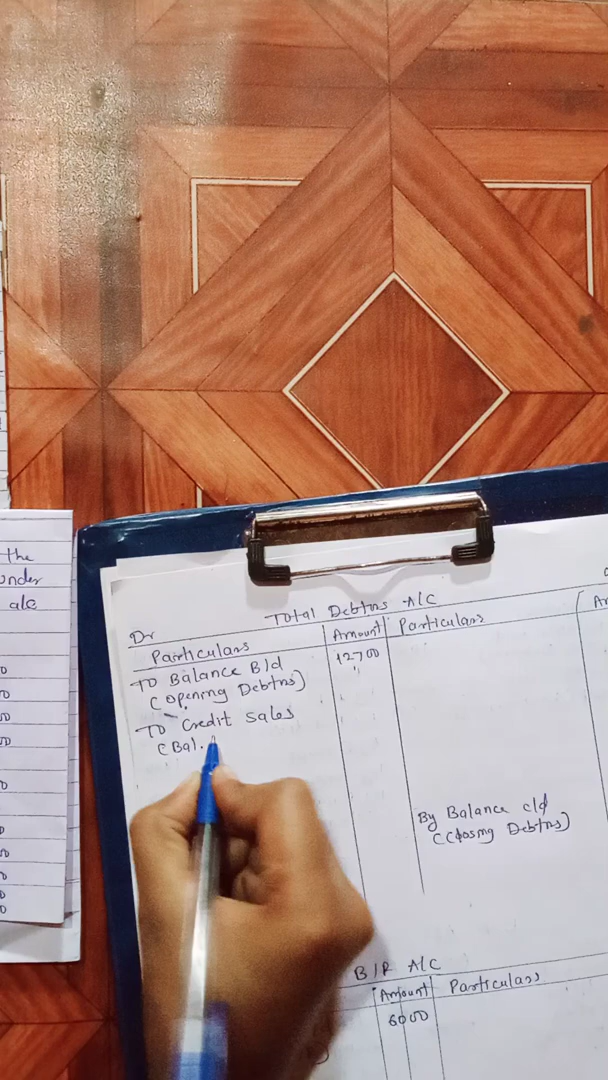 the
under
ale
Total Debtors A/C
Dr
Particulars Amount Particulars
To Balance B/d 12700
(opening Debtors)
To Credit sales
(Bal.
By Balance c/d
(Closing Debtors)
B/R A/C
Amount Particulars
6000